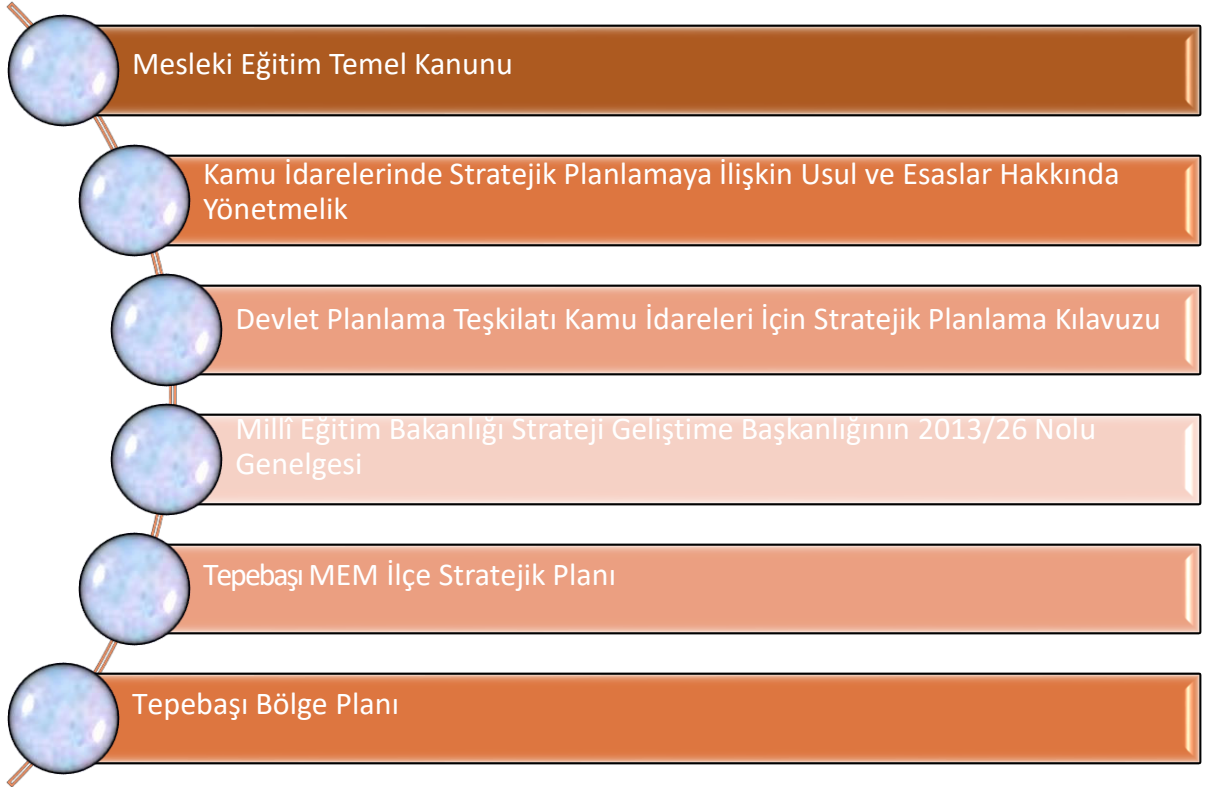 Mesleki Eğitim Temel Kanunu
Kamu İdarelerinde Stratejik Planlamaya İlişkin Usul ve Esaslar Hakkında
Yönetmelik
Devlet Planlama Teşkilatı Kamu İdareleri İçin Stratejik Planlama Kılavuzu
Millî Eğitim Bakanlığı Strateji Geliştime Başkanlığının 2013/26 Nolu
Genelgesi
Tepebaşı MEM İlçe Stratejik Planı
Tepebaşı Bölge Planı